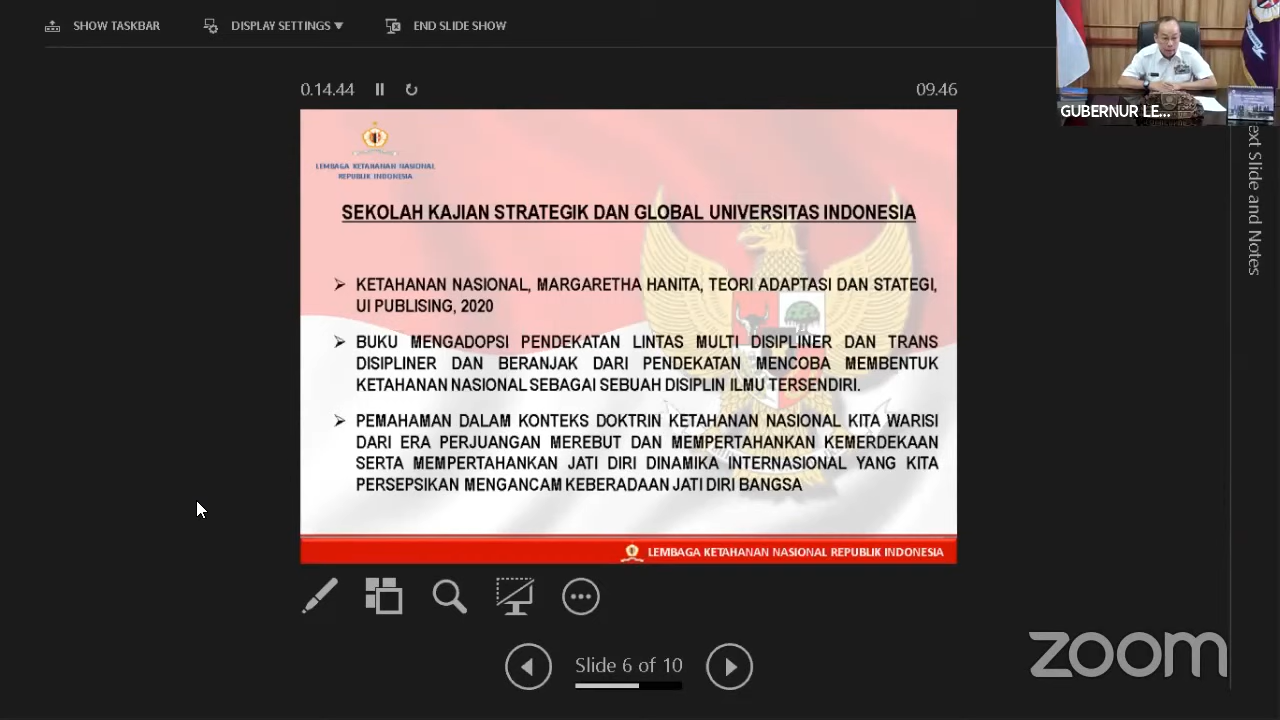 SHOW TASKBAR
DISPLAY SETTINGS
END SLIDE SHOW
0.14.44
09.46
GUBERNUR LE...
LEMBAGA KETAHANAN NASIONAL
REPUBLIK INDONESIA
SEKOLAH KAJIAN STRATEGIK DAN GLOBAL UNIVERSITAS INDONESIA
KETAHANAN NASIONAL, MARGARETHA HANITA, TEORI ADAPTASI DAN STATEGI,
UI PUBLISING, 2020
BUKU MENGADOPSI PENDEKATAN LINTAS MULTI DISIPLINER DAN TRANS
DISIPLINER DAN BERANJAK DARI PENDEKATAN MENCOBA MEMBENTUK
KETAHANAN NASIONAL SEBAGAI SEBUAH DISIPLIN ILMU TERSENDIRI.
PEMAHAMAN DALAM KONTEKS DOKTRIN KETAHANAN NASIONAL KITA WARISI
DARI ERA PERJUANGAN MEREBUT DAN MEMPERTAHANKAN KEMERDEKAAN
SERTA MEMPERTAHANKAN JATI DIRI DINAMIKA INTERNASIONAL YANG KITA
PERSEPSIKAN MENGANCAM KEBERADAAN JATI DIRI BANGSA
LEMBAGA KETAHANAN NASIONAL REPUBLIK INDONESIA
ext Slide and Notes
Slide 6 of 10
zoom